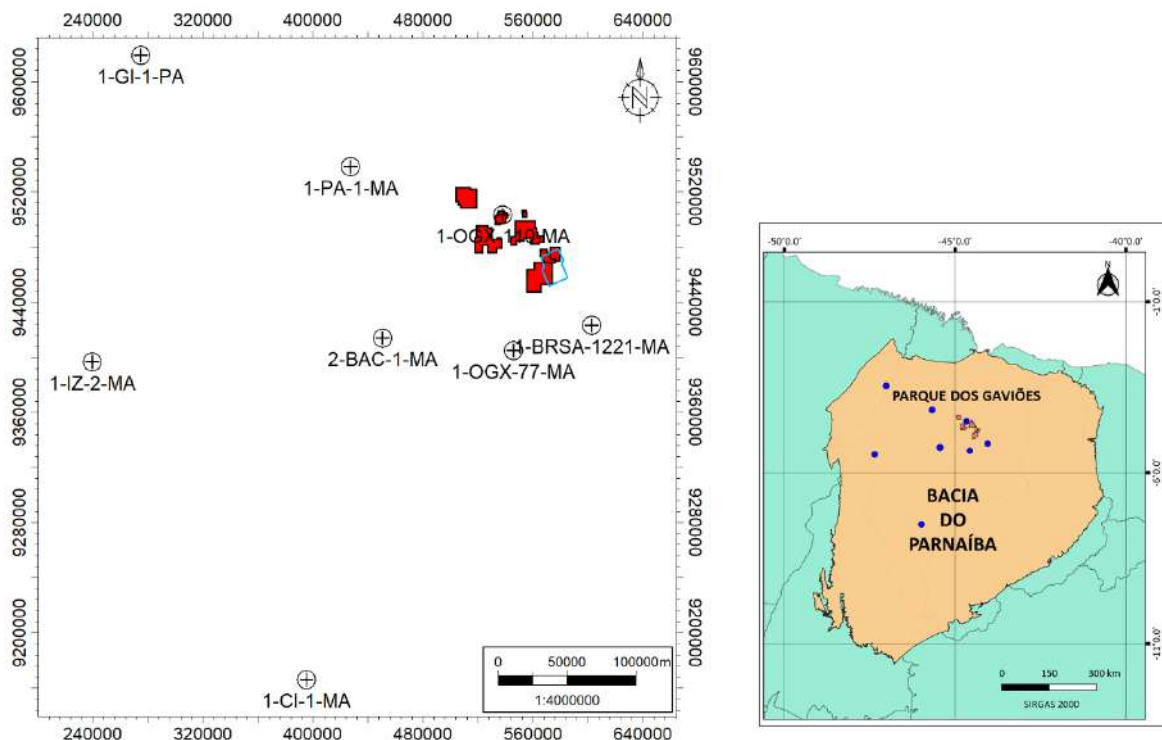 240000 320000 400000 480000 560000 640000
9600000
9520000
9440000
9360000
9280000
9200000
1-GI-1-PA
N
1-PA-1-MA
1-OGX-110-MA
1-BRSA-1221-MA
2-BAC-1-MA
1-OGX-77-MA
1-IZ-2-MA
1-CI-1-MA
0 50000 100000m
1:4000000
9600000
9520000
9440000
9360000
9280000
9200000
240000 320000 400000 480000 560000 640000
-50°0.0' -45°0.0' -40°0.0'
N
-1°0.0'
PARQUE DOS GAVIÕES
-6°0.0'
BACIA
DO
PARNAÍBA
-11°0.0'
0 150 300 km
SIRGAS 2000